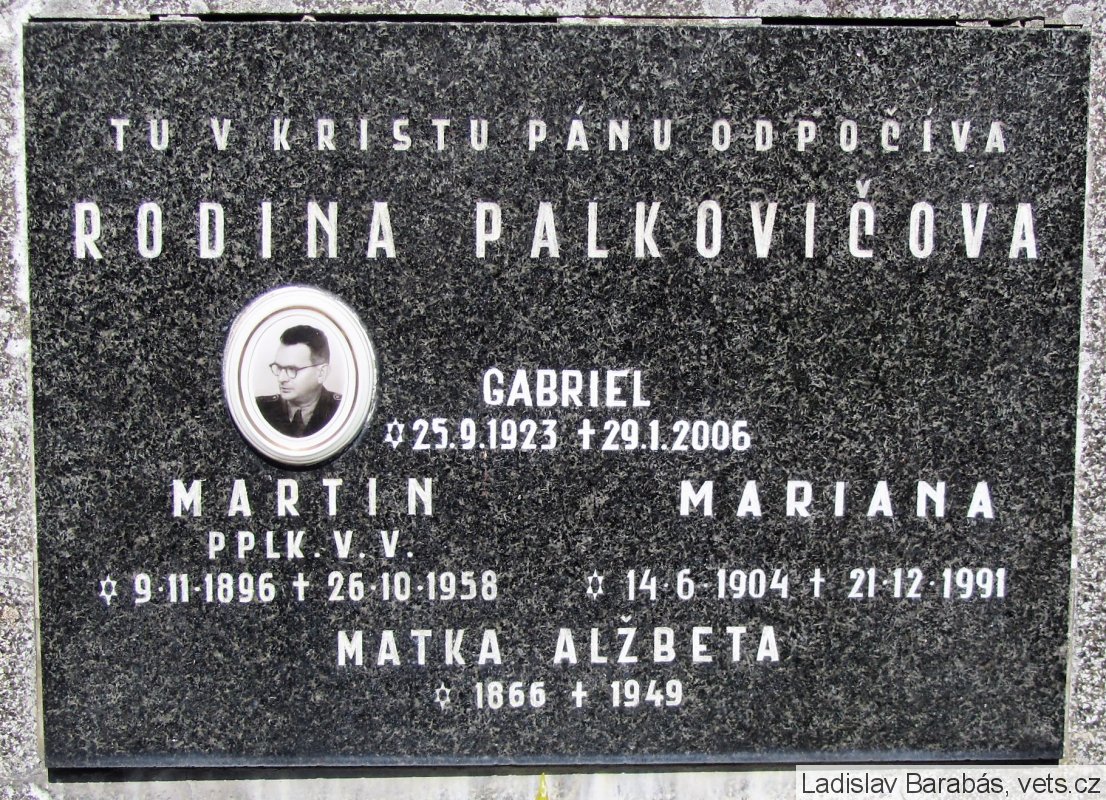 TU V KRISTU PÁNU ODPOČÍVA
RODINA PALKOVIČOVA
GABRIEL
✡25.9.1923 ✝29.1.2006
MARTIN
PPLK. V. V.
✡ 9·11·1896 ✝ 26·10·1958
MARIANA
✡ 14·6·1904 ✝ 21·12·1991
MATKA ALŽBETA
✡ 1866 ✝ 1949
Ladislav Barabás, vets.cz